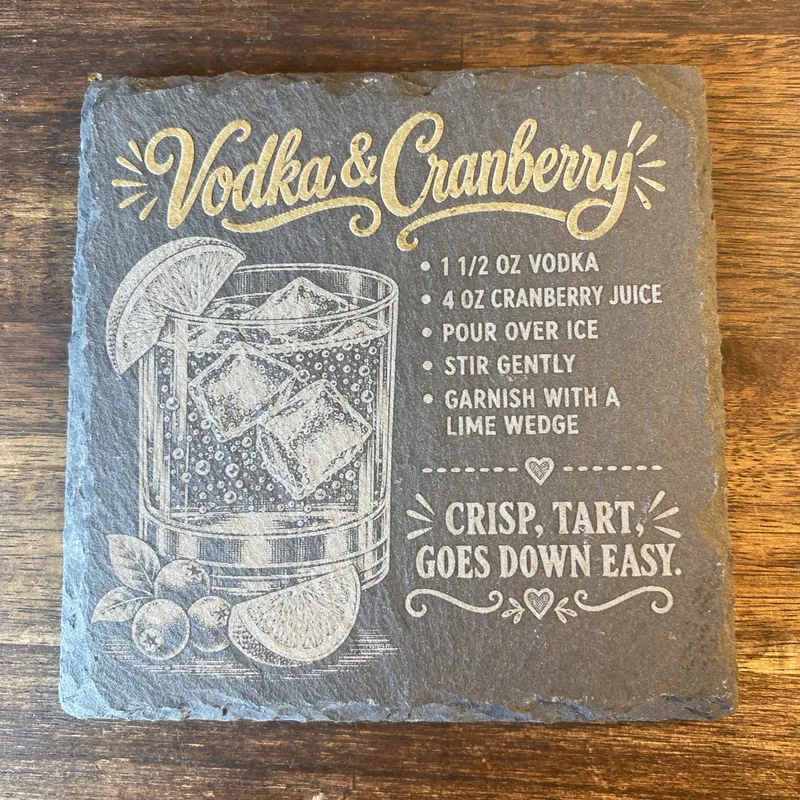 Vodka & Cranberry
• 1 1/2 OZ VODKA
• 4 OZ CRANBERRY JUICE
• POUR OVER ICE
• STIR GENTLY
• GARNISH WITH A
LIME WEDGE
CRISP, TART,
GOES DOWN EASY.